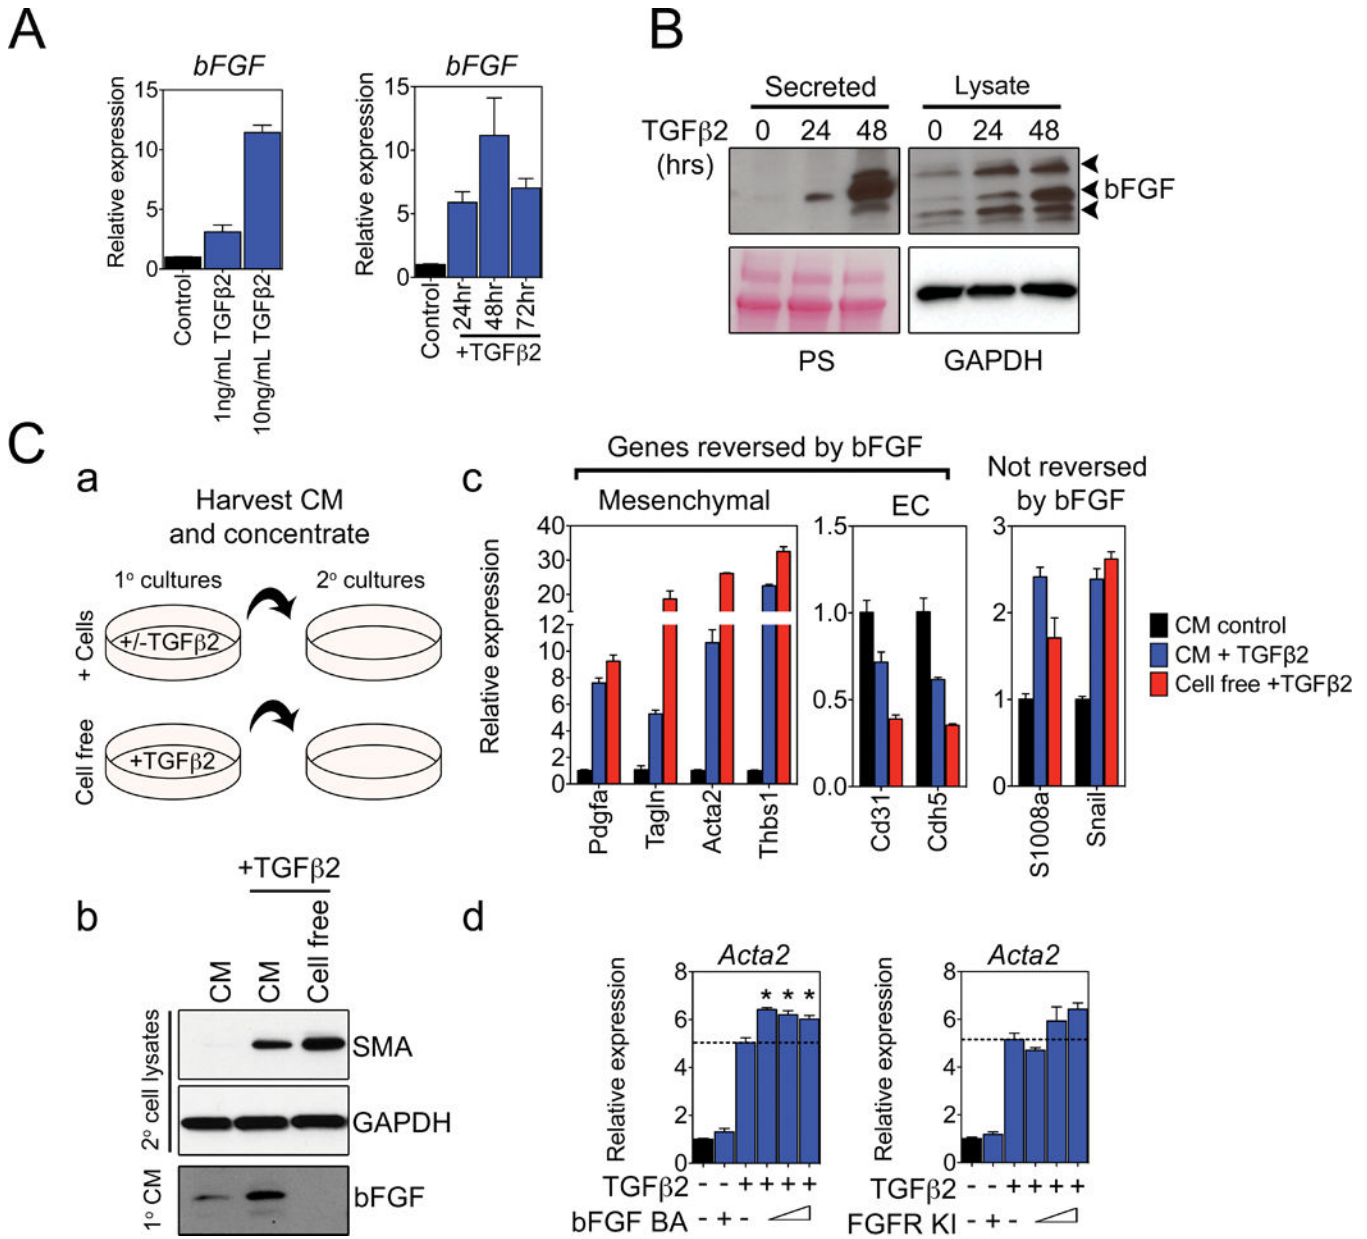 A
bFGF
Relative expression
15
10
5
0
Control
1ng/mL TGFβ2
10ng/mL TGFβ2
bFGF
Relative expression
15
10
5
0
Control
24hr
48hr
72hr
+TGFβ2
B
Secreted
Lysate
TGFβ2
(hrs)
0 24 48
0 24 48
bFGF
PS
GAPDH
C
a
Harvest CM
and concentrate
1° cultures
2° cultures
+ Cells
+/-TGFβ2
Cell free
+TGFβ2
b
+TGFβ2
CM
CM
Cell free
2° cell lysates
SMA
GAPDH
1° CM
bFGF
c
Genes reversed by bFGF
Mesenchymal
EC
Not reversed
by bFGF
Relative expression
40
30
20
12
10
8
6
4
2
0
Pdgfa
Tagln
Acta2
Thbs1
1.5
1.0
0.5
0.0
Cd31
Cdh5
3
2
1
0
S1008a
Snail
CM control
CM + TGFβ2
Cell free +TGFβ2
d
Acta2
Relative expression
8
6
4
2
0
* * *
TGFβ2 - - + + + +
bFGF BA - + -
Acta2
Relative expression
8
6
4
2
0
TGFβ2 - - + + + +
FGFR KI - + -